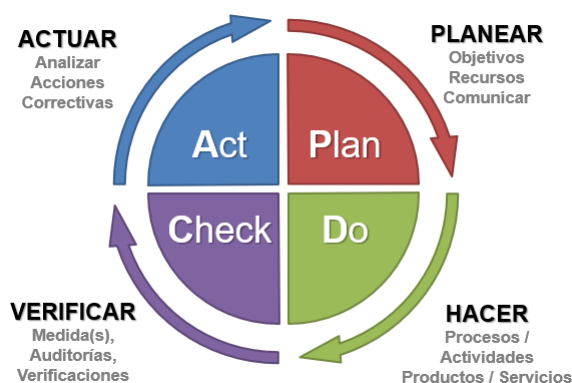 ACTUAR
Analizar
Acciones
Correctivas
PLANEAR
Objetivos
Recursos
Comunicar
Act
Plan
Check
Do
VERIFICAR
Medida(s),
Auditorías,
Verificaciones
HACER
Procesos /
Actividades
Productos / Servicios